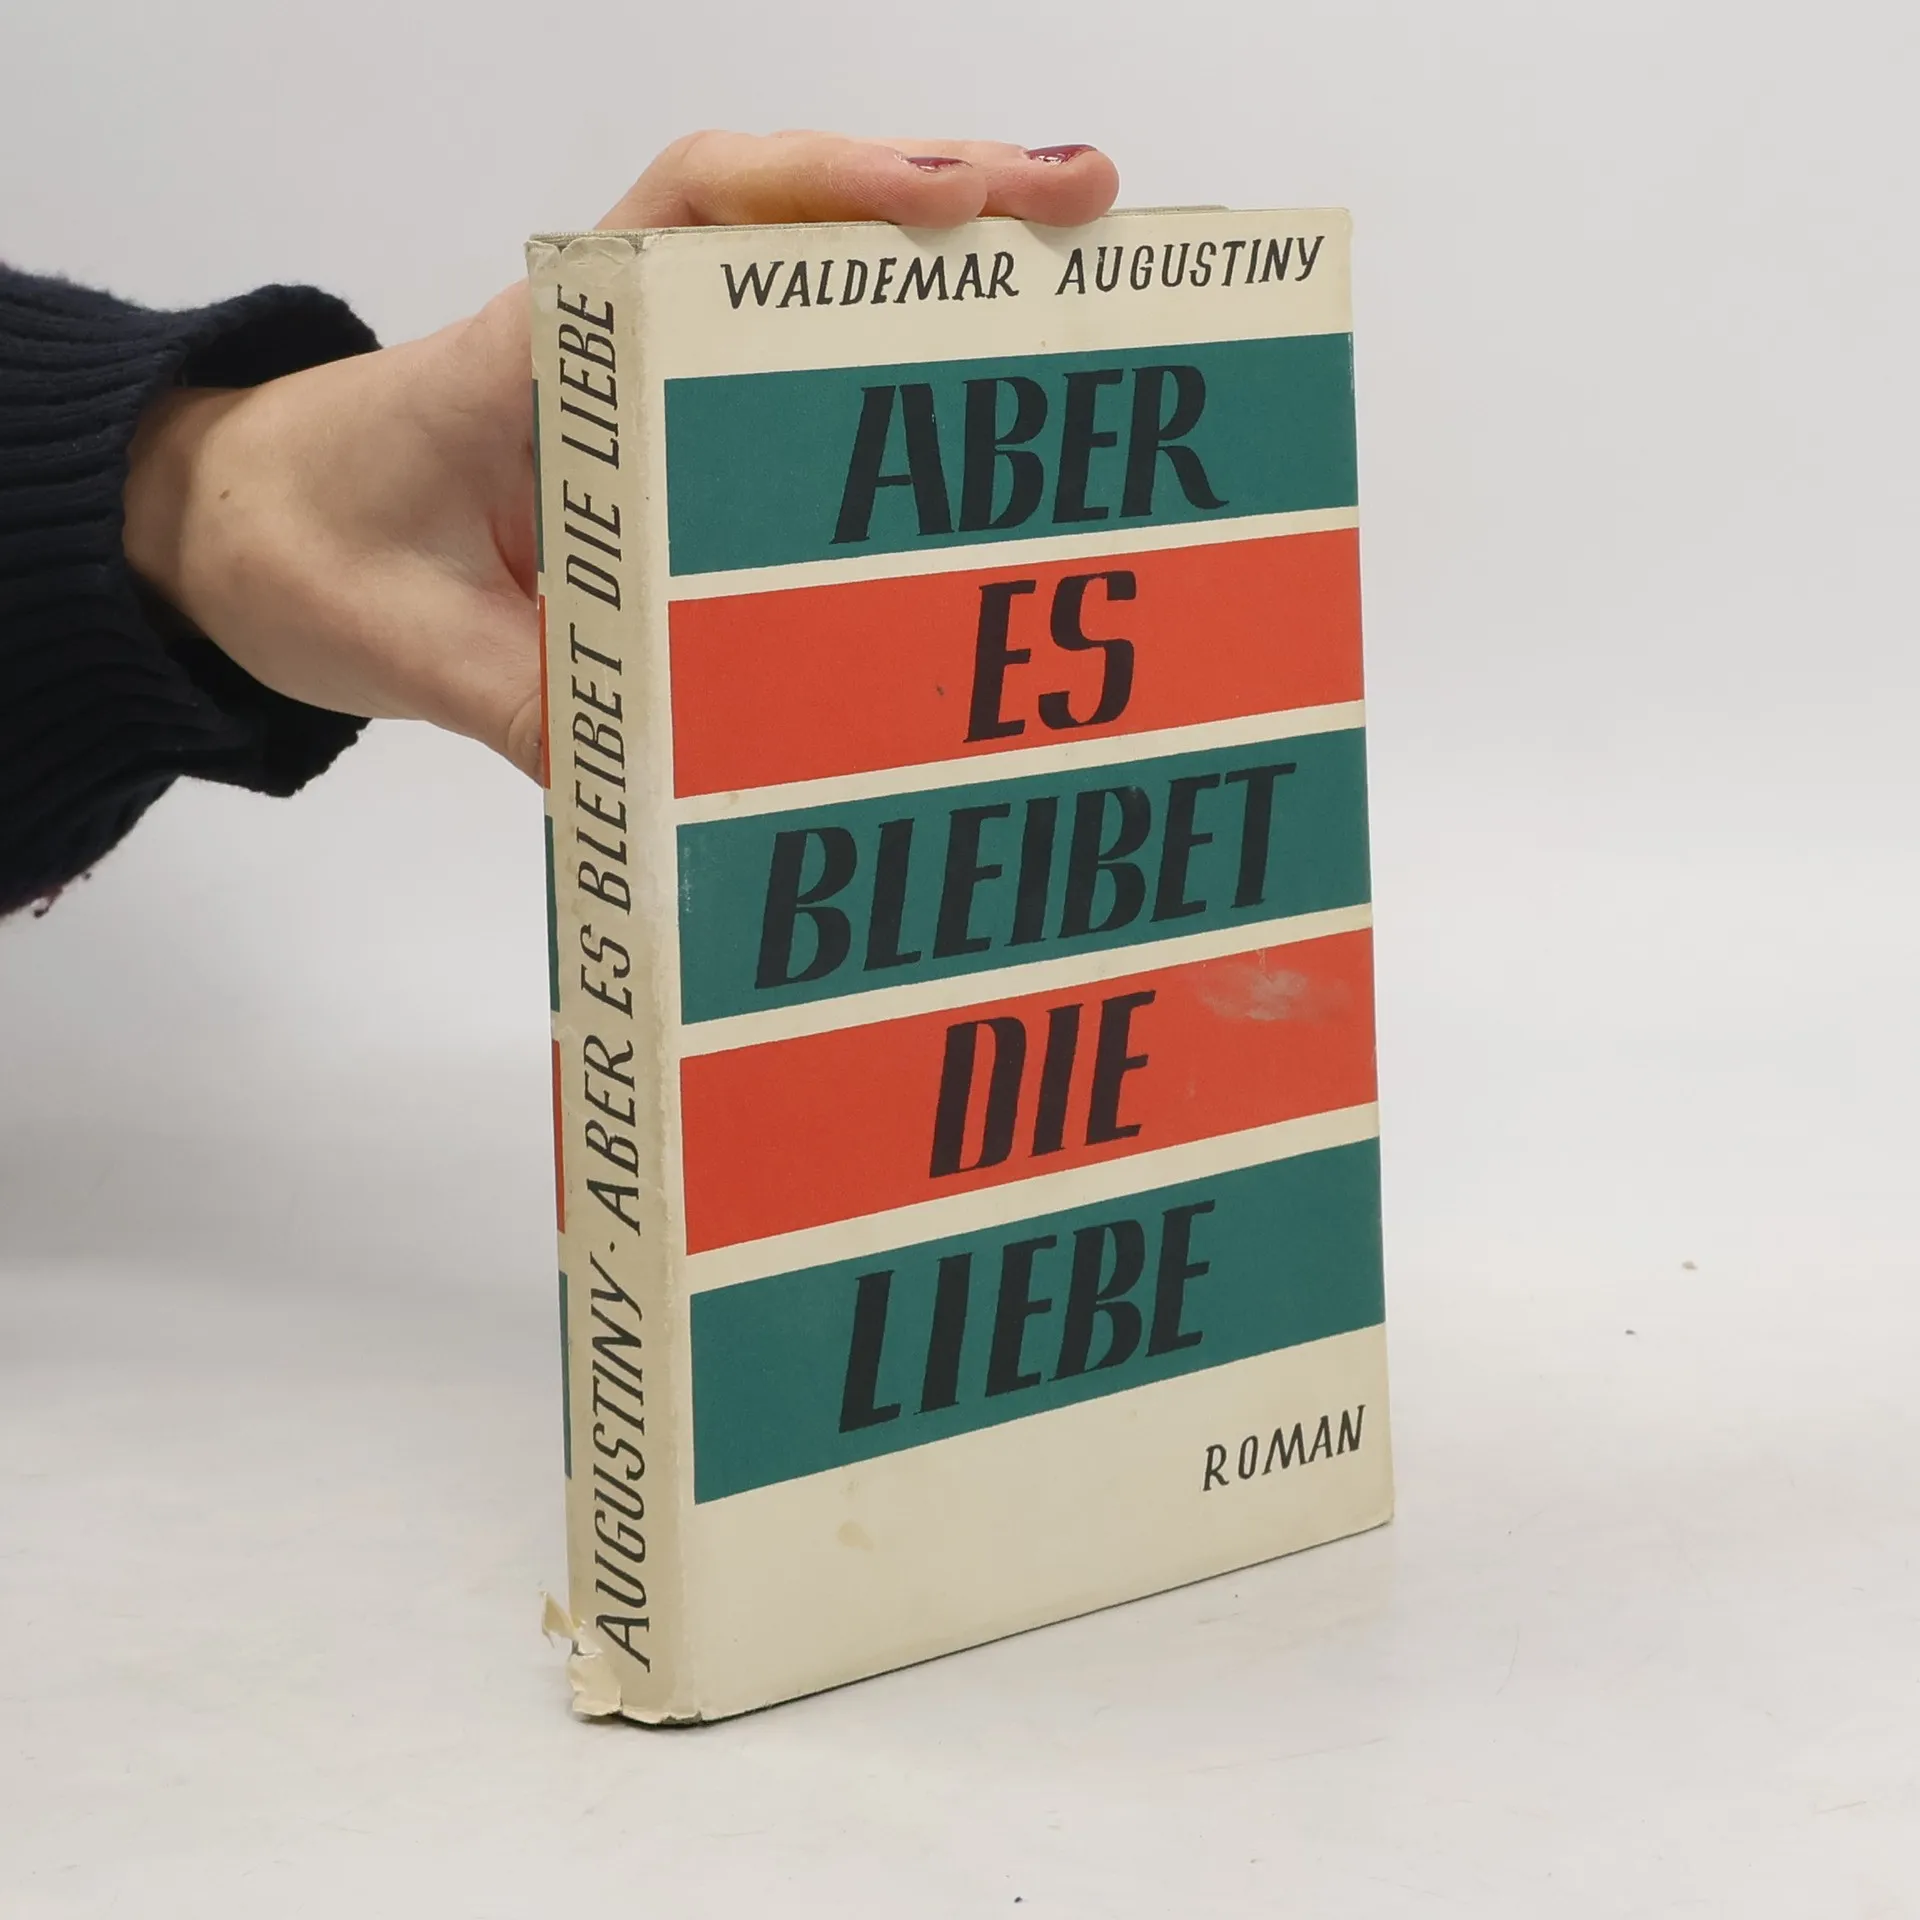 WALDEMAR AUGUSTINY
ABER
ES
BLEIBET
DIE
LIEBE
ROMAN
AUGUSTINY · ABER ES BLEIBET DIE LIEBE